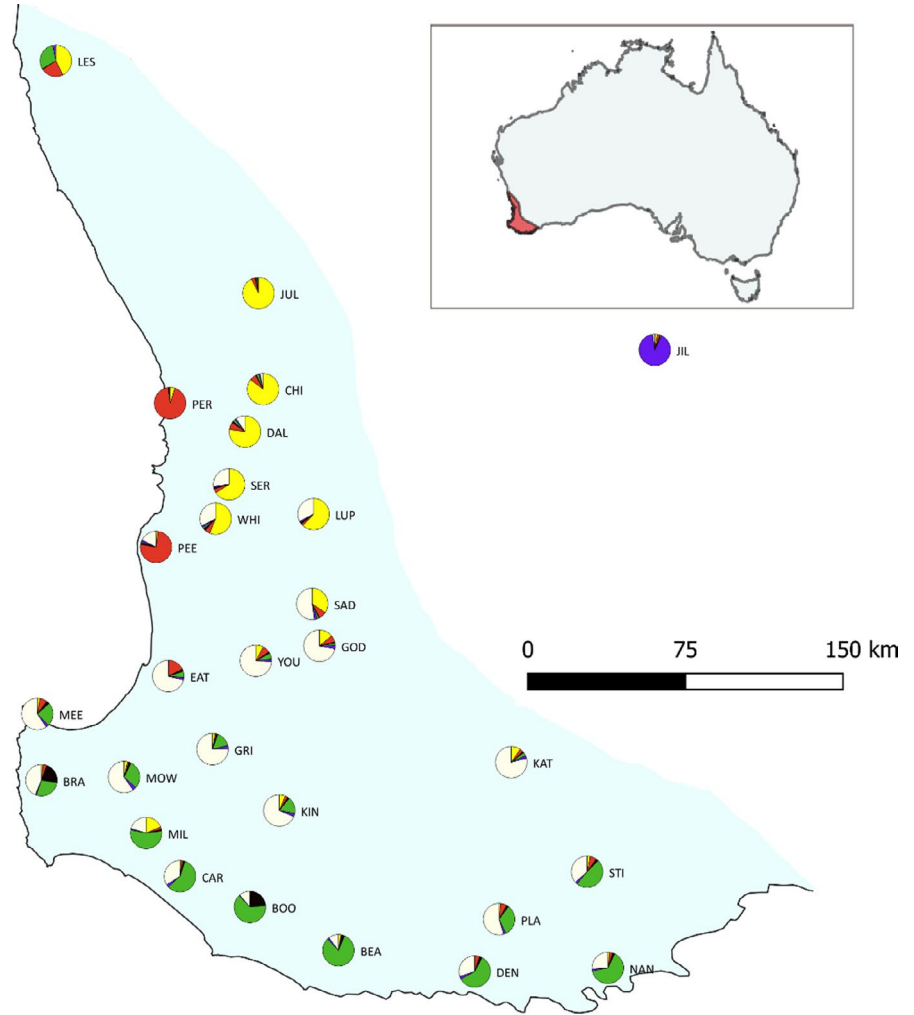 LES
JUL
JIL
CHI
PER
DAL
SER
LUP
WHI
PEE
SAD
GOD
0 75 150 km
YOU
EAT
MEE
GRI
KAT
BRA
MOW
KIN
MIL
STI
CAR
BOO
PLA
BEA
DEN
NAN